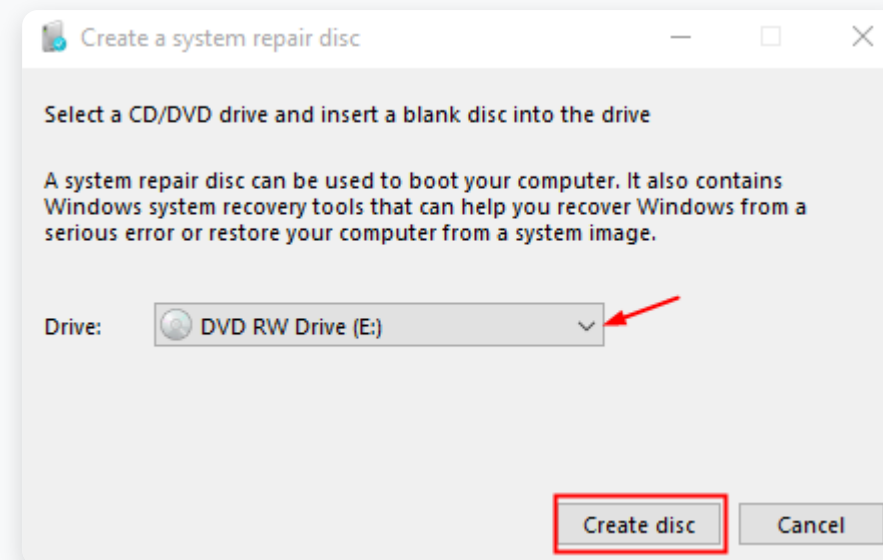 Create a system repair disc
Select a CD/DVD drive and insert a blank disc into the drive
A system repair disc can be used to boot your computer. It also contains
Windows system recovery tools that can help you recover Windows from a
serious error or restore your computer from a system image.
Drive: DVD RW Drive (E:)
Create disc Cancel